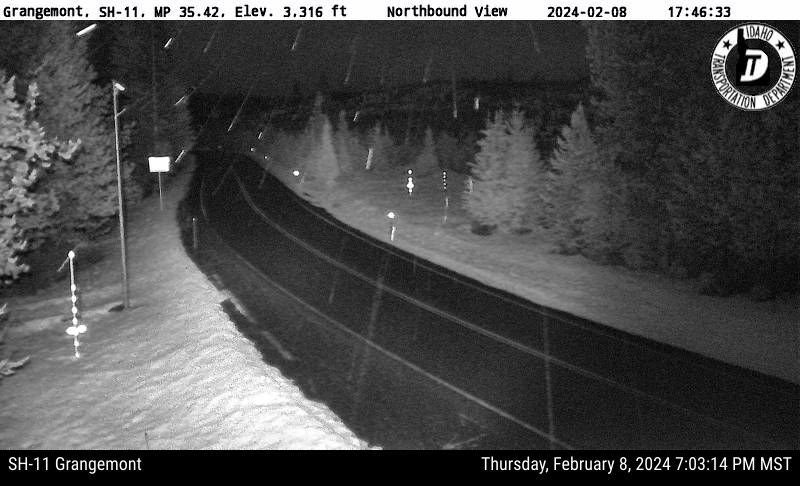 Grangemont, SH-11, MP 35.42, Elev. 3,316 ft Northbound View 2024-02-08 17:46:33
IDAHO
TRANSPORTATION DEPARTMENT
SH-11 Grangemont Thursday, February 8, 2024 7:03:14 PM MST